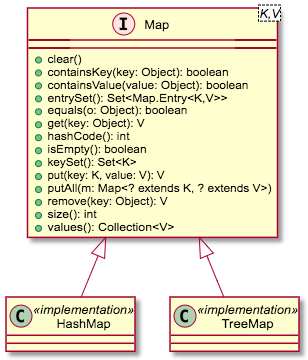 K,V
I Map
clear()
containsKey(key: Object): boolean
containsValue(value: Object): boolean
entrySet(): Set<Map.Entry<K,V>>
equals(o: Object): boolean
get(key: Object): V
hashCode(): int
isEmpty(): boolean
keySet(): Set<K>
put(key: K, value: V): V
putAll(m: Map<? extends K, ? extends V>)
remove(key: Object): V
size(): int
values(): Collection<V>
C «implementation»
HashMap
C «implementation»
TreeMap